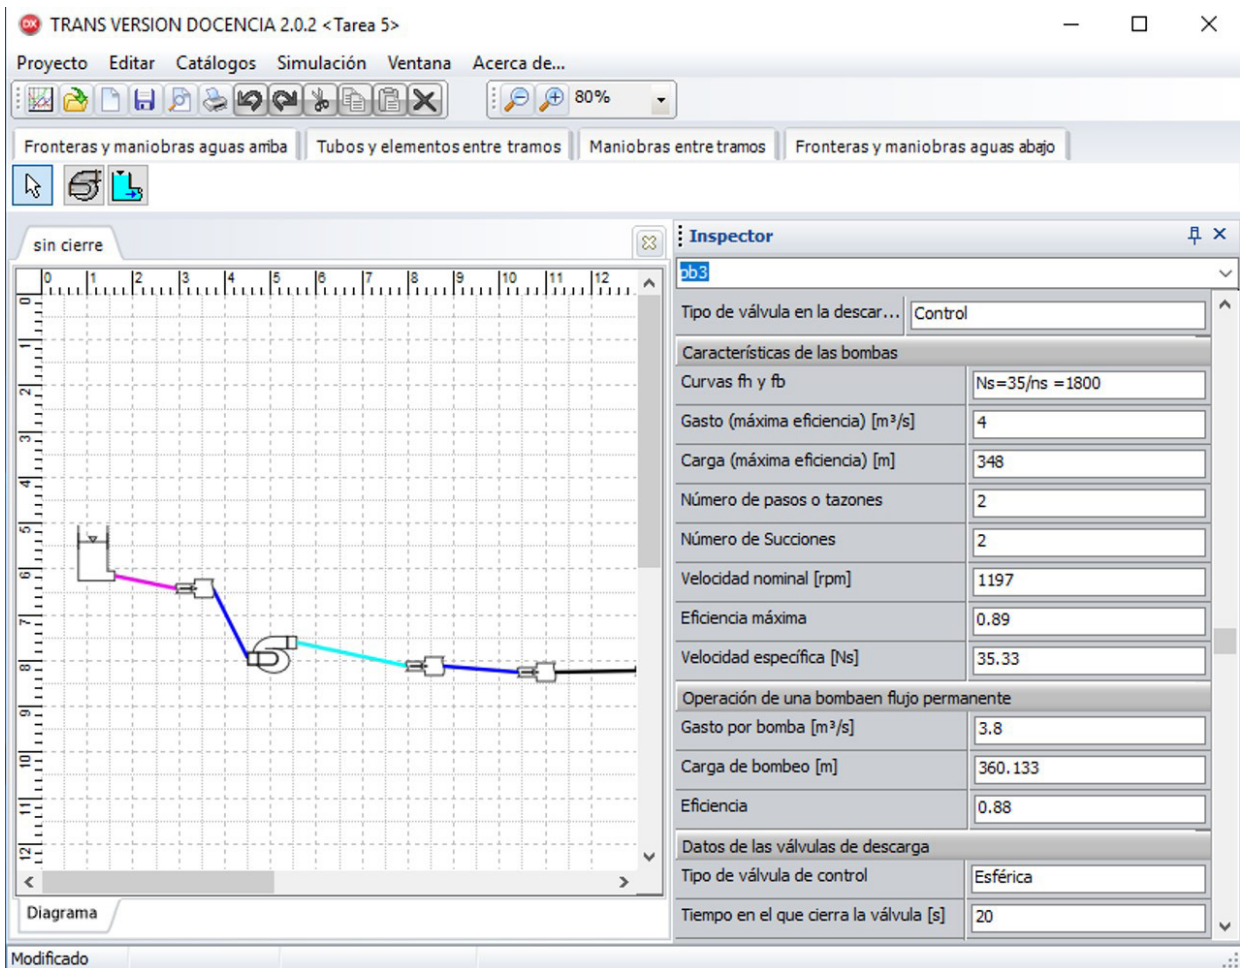 TRANS VERSION DOCENCIA 2.0.2 <Tarea 5>
Proyecto Editar Catálogos Simulación Ventana Acerca de...
80%
Fronteras y maniobras aguas arriba Tubos y elementos entre tramos Maniobras entre tramos Fronteras y maniobras aguas abajo
sin cierre
0 1 2 3 4 5 6 7 8 9 10 11 12
0
1
2
3
4
5
6
7
8
9
10
11
12
Diagrama
Modificado
Inspector
pb3
Tipo de válvula en la descar... Control
Características de las bombas
Curvas fh y fb Ns=35/ns =1800
Gasto (máxima eficiencia) [m³/s] 4
Carga (máxima eficiencia) [m] 348
Número de pasos o tazones 2
Número de Succiones 2
Velocidad nominal [rpm] 1197
Eficiencia máxima 0.89
Velocidad específica [Ns] 35.33
Operación de una bombaen flujo permanente
Gasto por bomba [m³/s] 3.8
Carga de bombeo [m] 360.133
Eficiencia 0.88
Datos de las válvulas de descarga
Tipo de válvula de control Esférica
Tiempo en el que cierra la válvula [s] 20